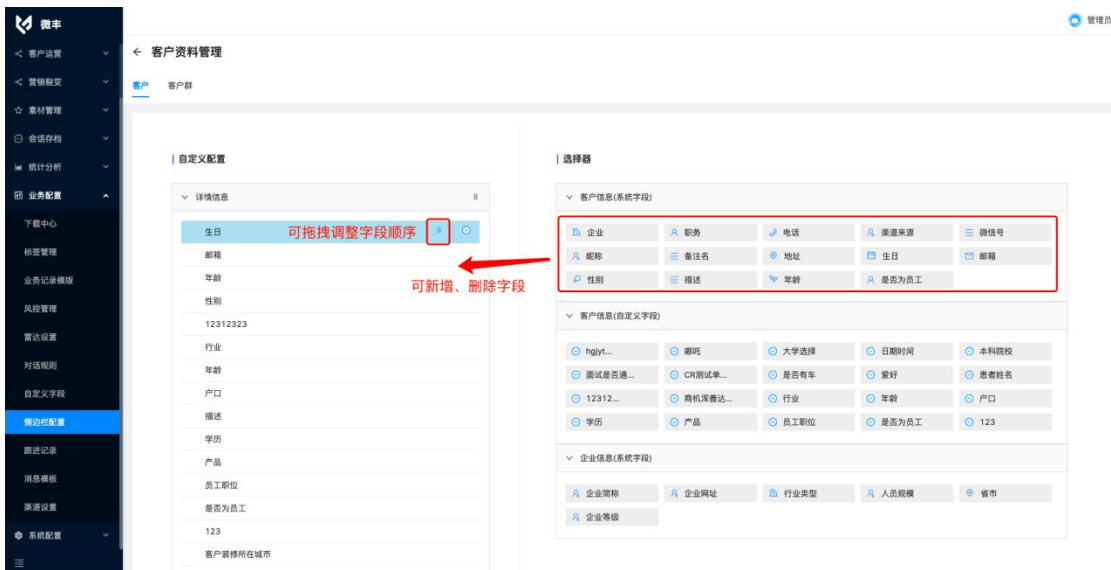 微丰
管理员
客户运营
营销裂变
素材管理
会话存档
统计分析
业务配置
下载中心
标签管理
业务记录模版
风控管理
雷达设置
对话规则
自定义字段
侧边栏配置
跟进记录
消息模板
渠道设置
系统配置
← 客户资料管理
客户 客户群
自定义配置
详情信息
生日
可拖拽调整字段顺序
邮箱
年龄
可新增、删除字段
性别
12312323
行业
年龄
户口
描述
学历
产品
员工职位
是否为员工
123
客户装修所在城市
选择器
客户信息(系统字段)
企业 职务 电话 渠道来源 微信号
昵称 备注名 地址 生日 邮箱
性别 描述 年龄 是否为员工
客户信息(自定义字段)
hgjyt... 哪吒 大学选择 日期时间 本科院校
面试是否通... CR测试单... 是否有车 爱好 患者姓名
12312... 商机浑善达... 行业 年龄 户口
学历 产品 员工职位 是否为员工 123
企业信息(系统字段)
企业简称 企业网址 行业类型 人员规模 省市
企业等级